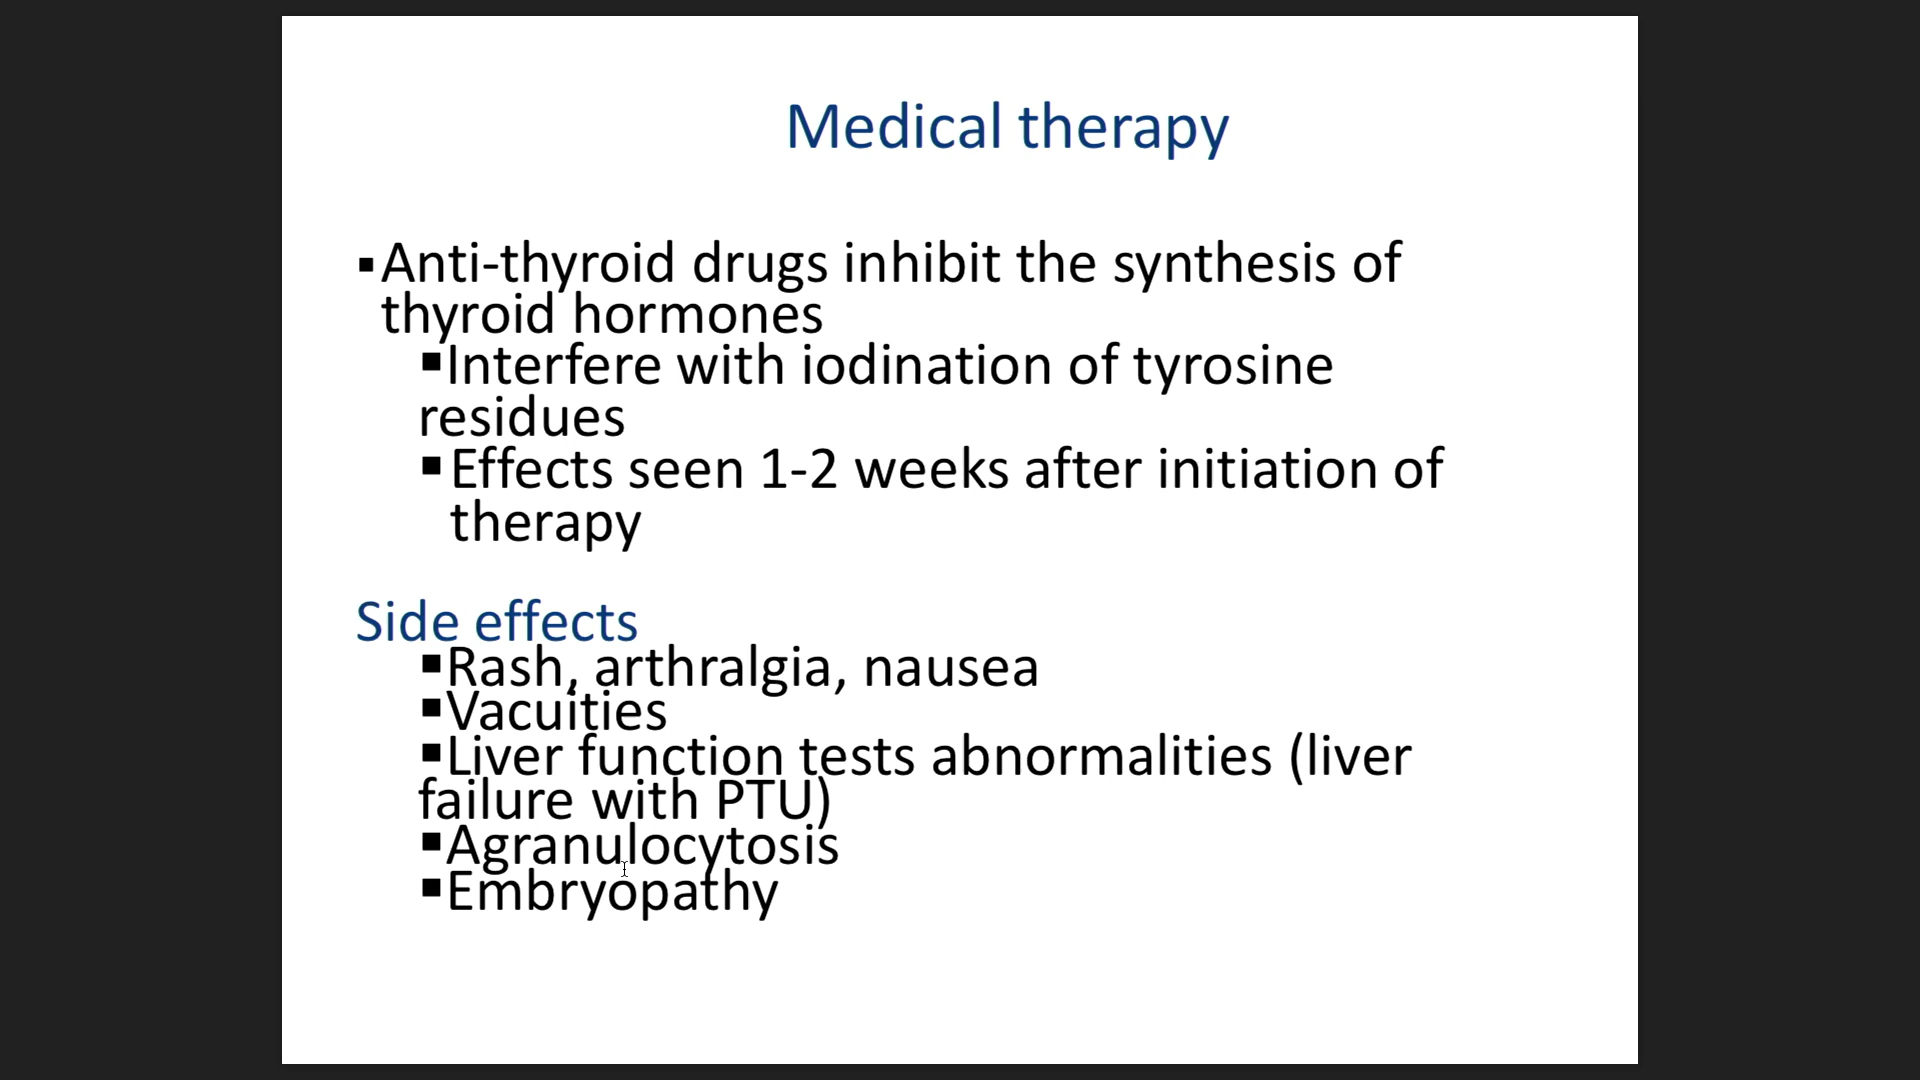 Medical therapy
▪Anti-thyroid drugs inhibit the synthesis of
thyroid hormones
▪Interfere with iodination of tyrosine
residues
▪Effects seen 1-2 weeks after initiation of
therapy
Side effects
▪Rash, arthralgia, nausea
▪Vacuities
▪Liver function tests abnormalities (liver
failure with PTU)
▪Agranulocytosis
▪Embryopathy